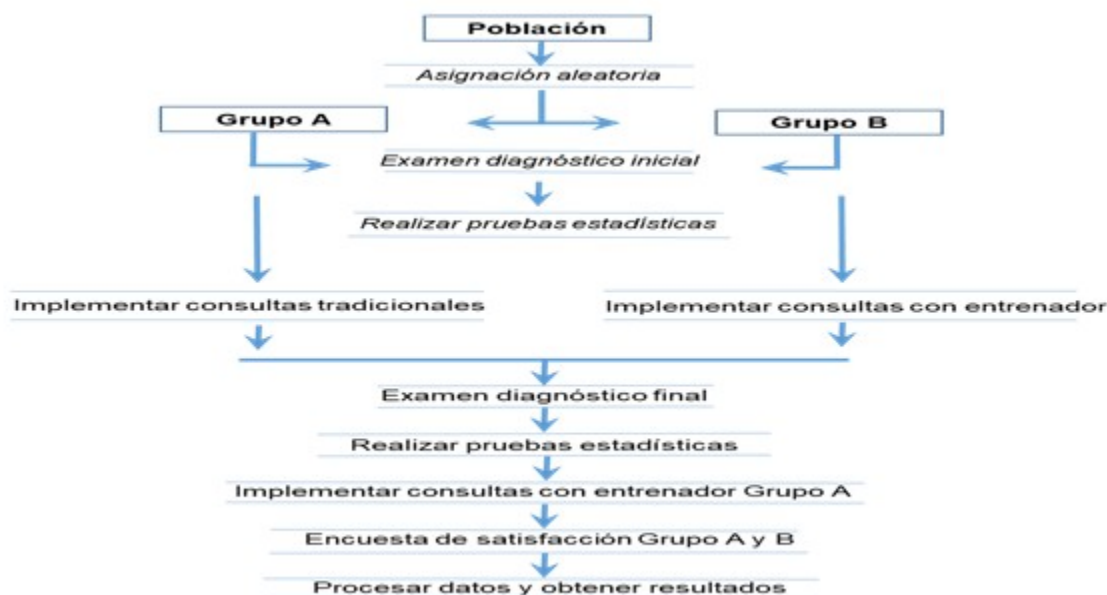 Población
Asignación aleatoria
Grupo A
Grupo B
Examen diagnóstico inicial
Realizar pruebas estadísticas
Implementar consultas tradicionales
Implementar consultas con entrenador
Examen diagnóstico final
Realizar pruebas estadísticas
Implementar consultas con entrenador Grupo A
Encuesta de satisfacción Grupo A y B
Procesar datos y obtener resultados